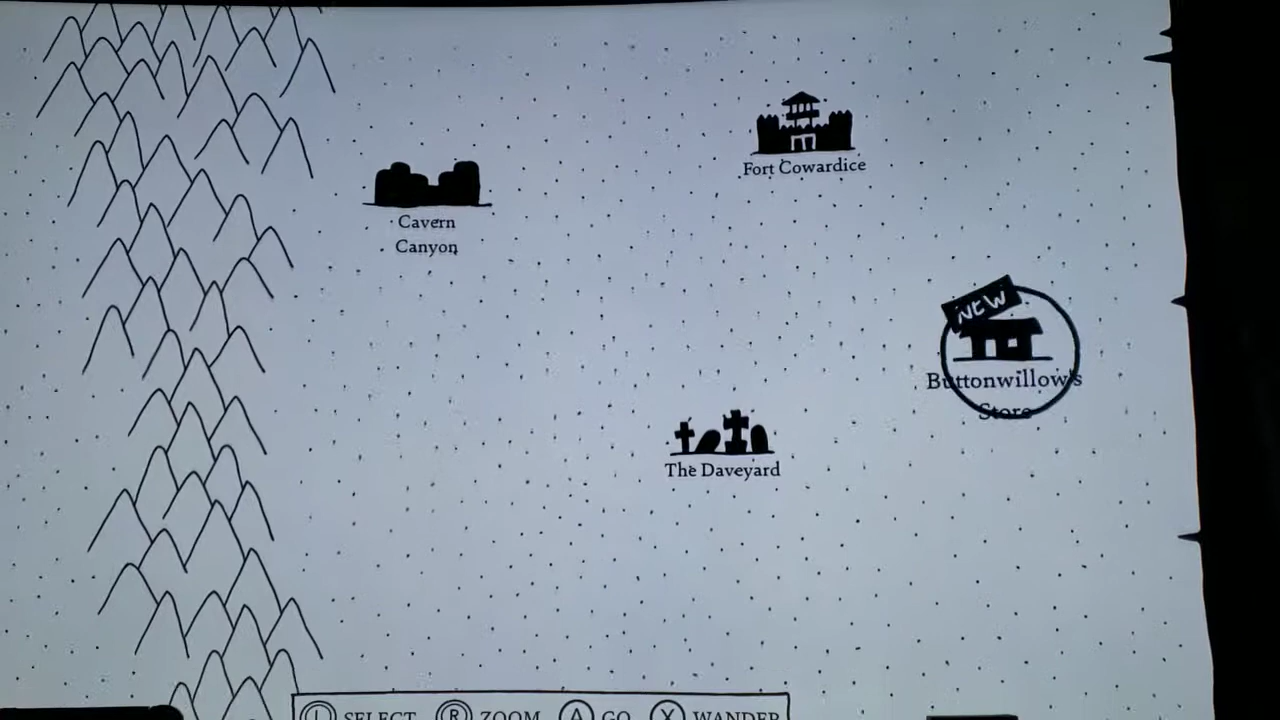 Fort Cowardice
Cavern
Canyon
NEW
Buttonwillow's
Store
The Daveyard
L SELECT R ZOOM A GO X WANDER